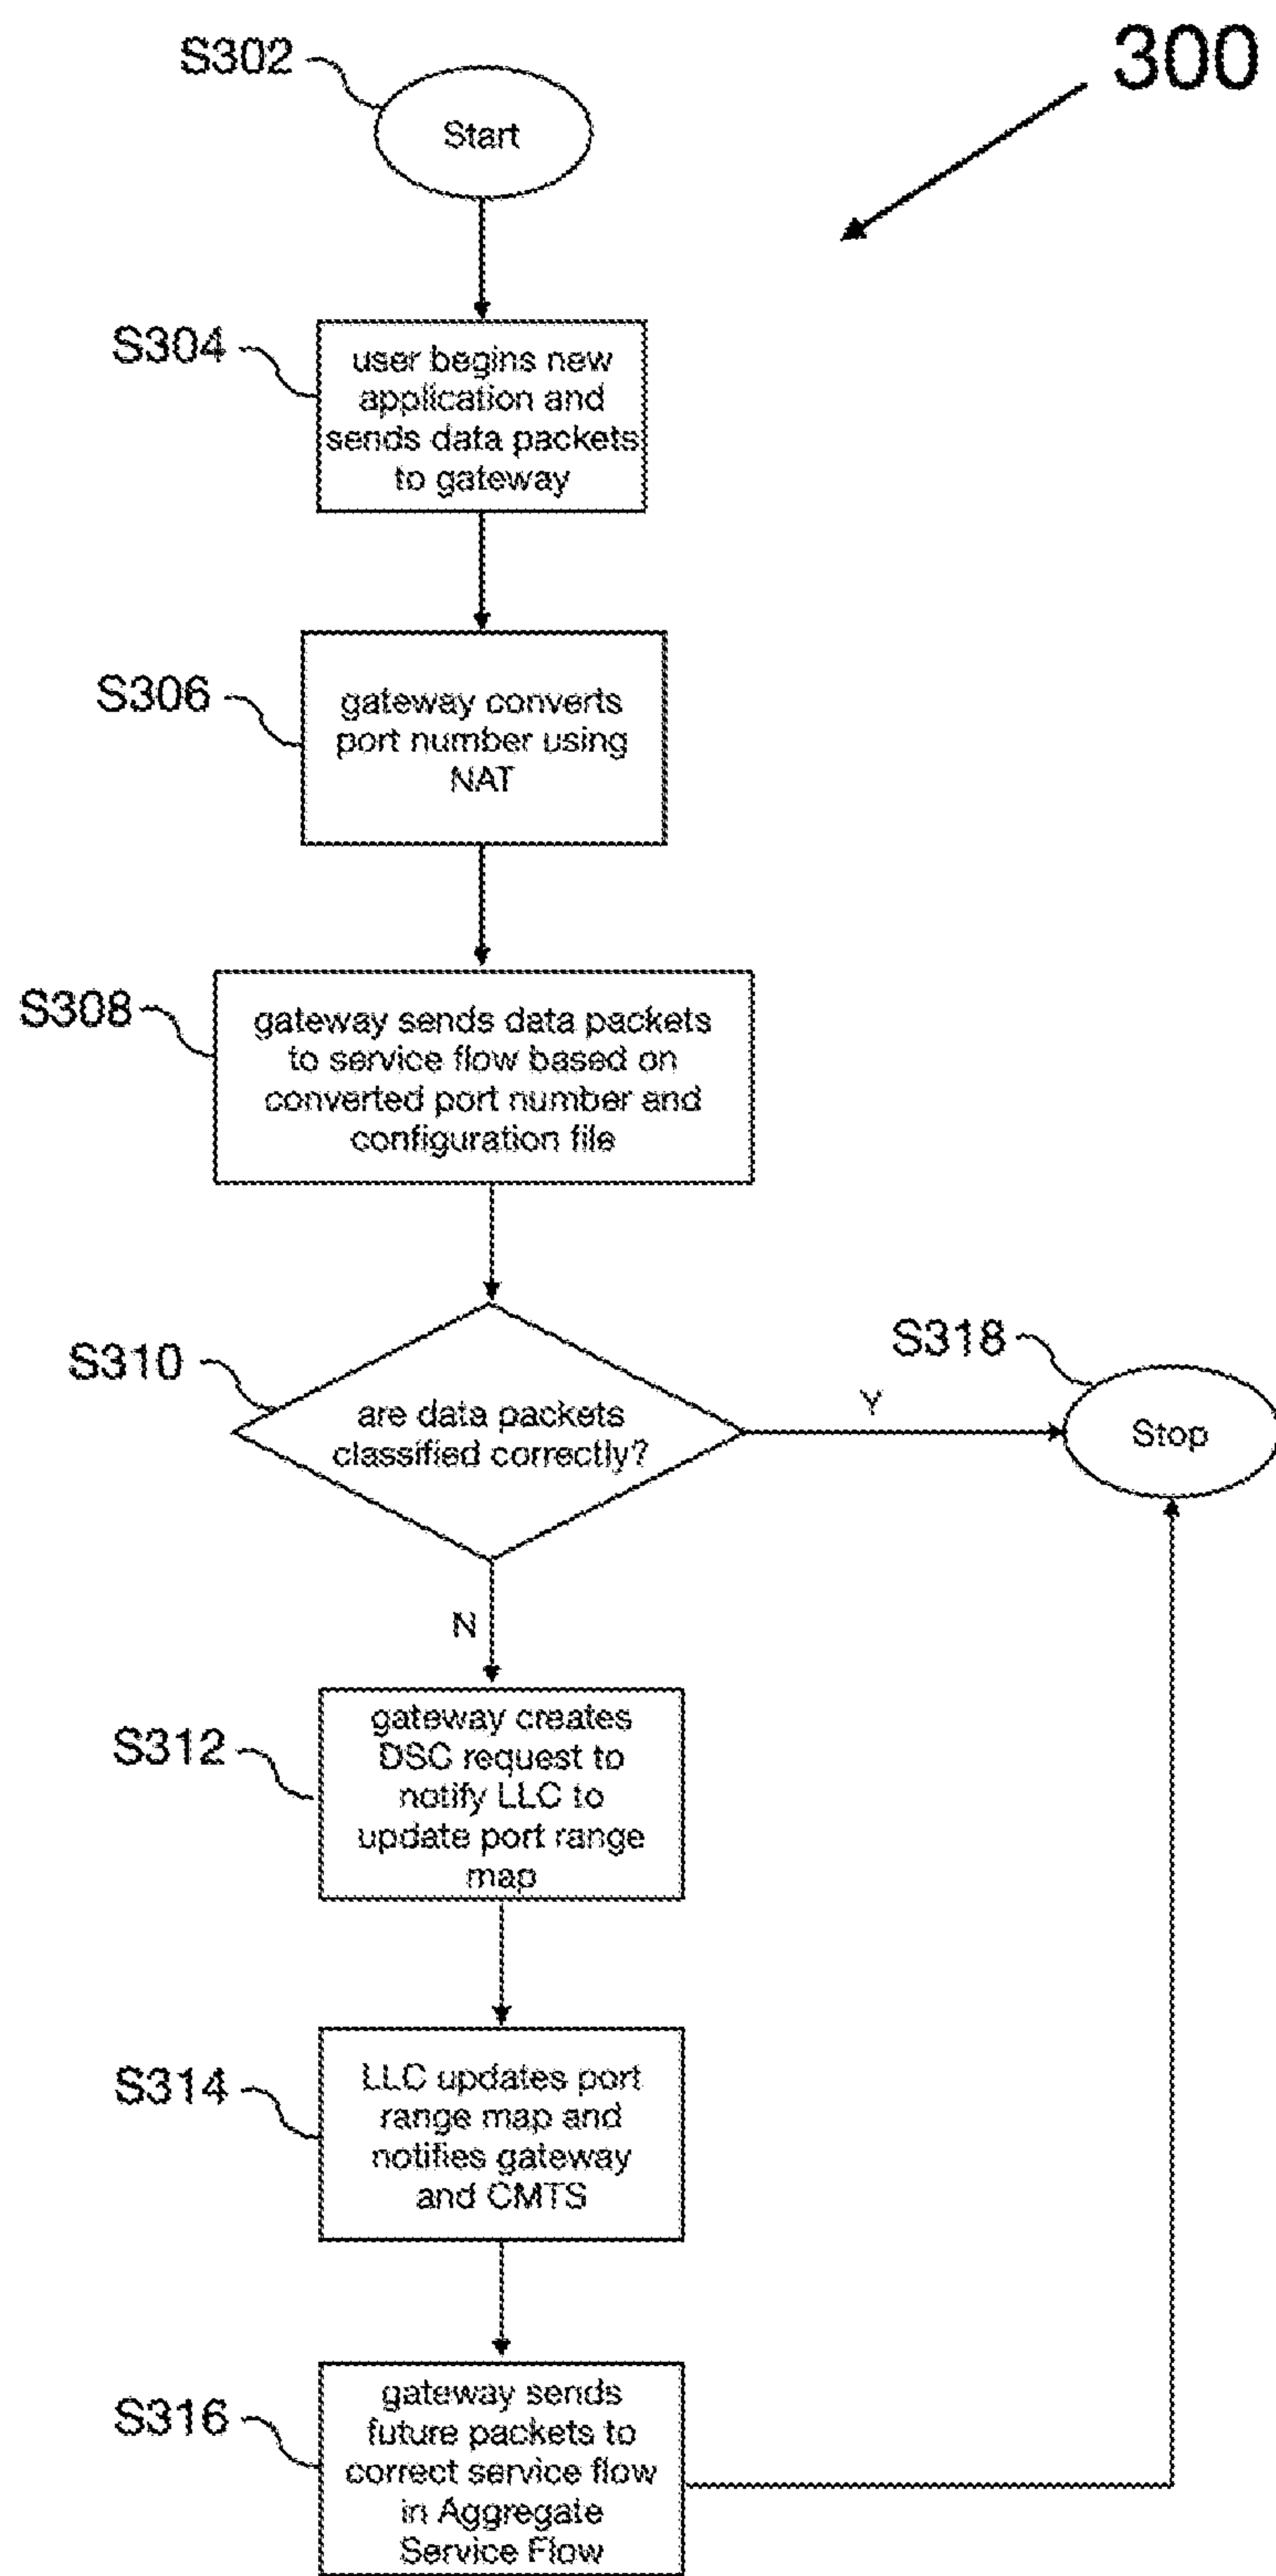 300
S302
Start
S304
user begins new
application and
sends data packets
to gateway
S306
gateway converts
port number using
NAT
S308
gateway sends data packets
to service flow based on
converted port number and
configuration file
S310
are data packets
classified correctly?
Y
S318
Stop
N
S312
gateway creates
DSC request to
notify LLC to
update port range
map
S314
LLC updates port
range map and
notifies gateway
and CMTS
S316
gateway sends
future packets to
correct service flow
in Aggregate
Service Flow